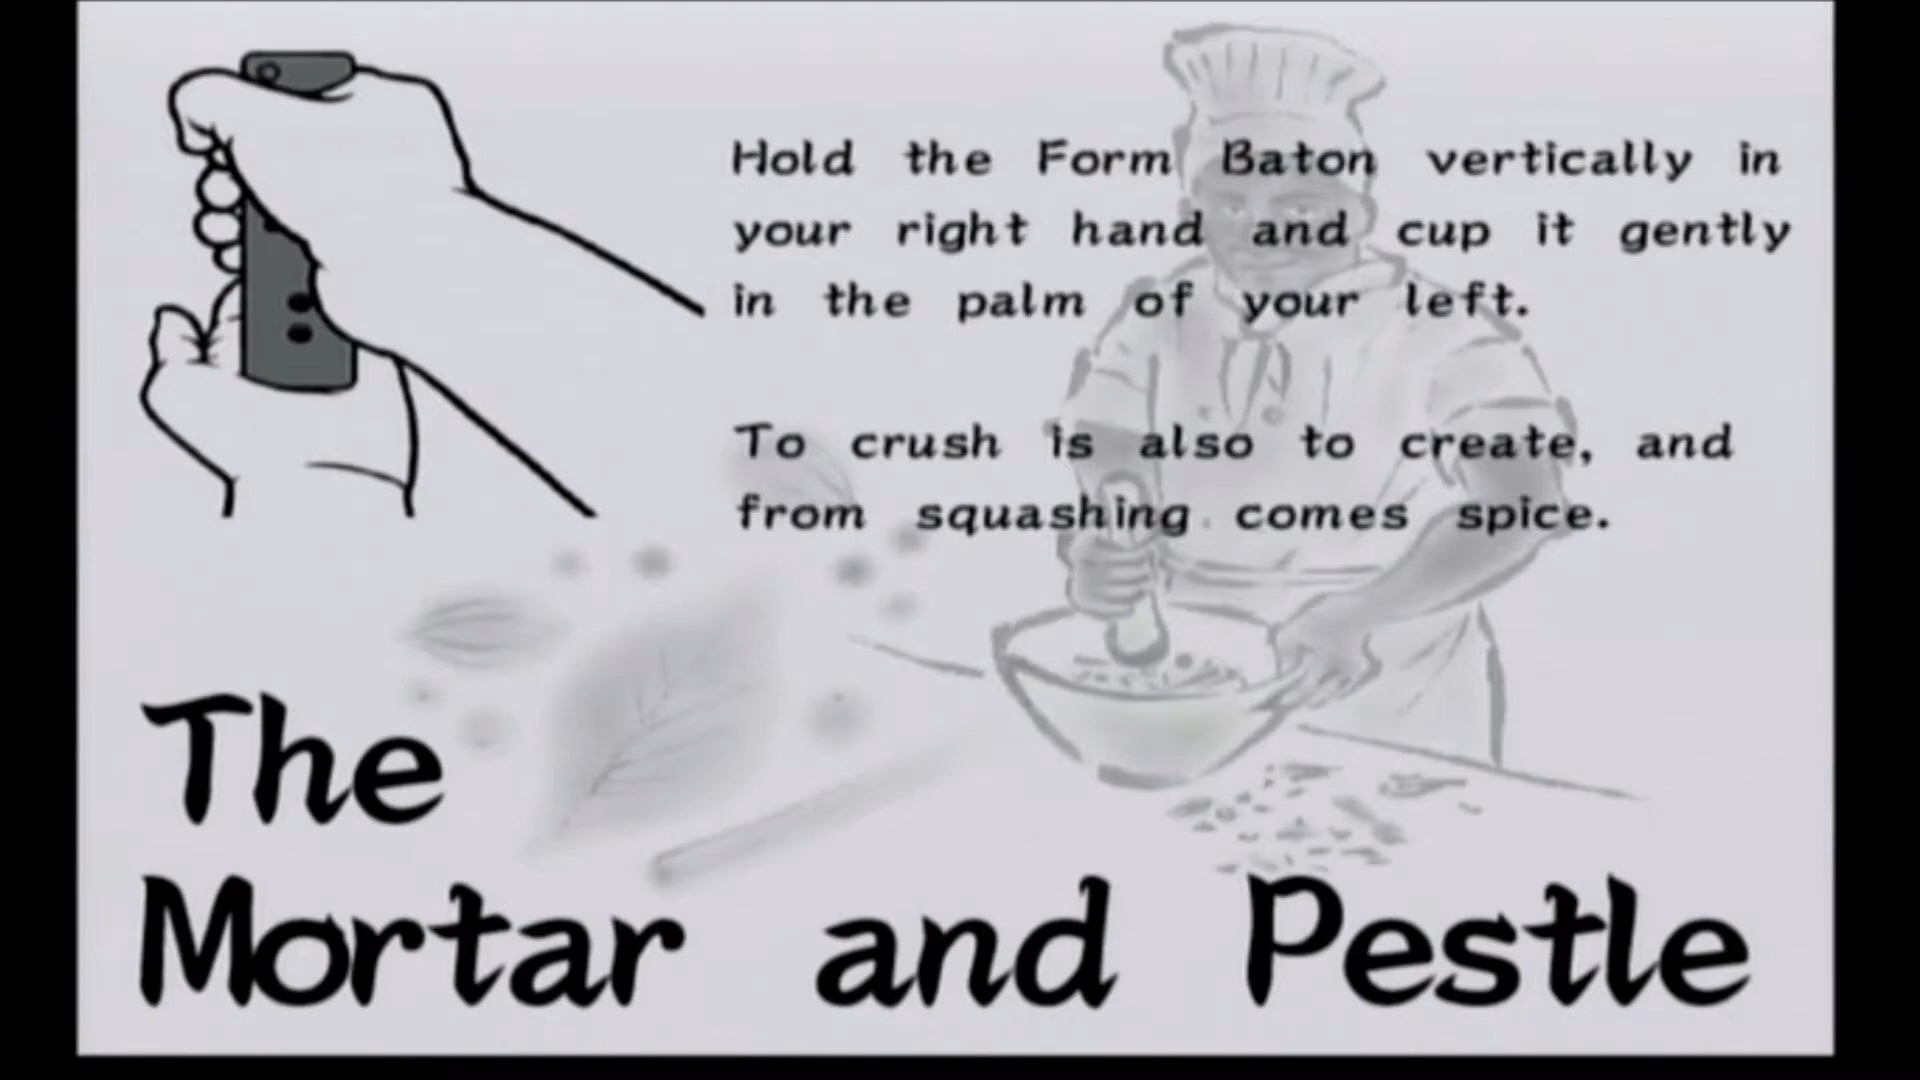 Hold the Form Baton vertically in
your right hand and cup it gently
in the palm of your left.
To crush is also to create, and
from squashing comes spice.
The
Mortar and Pestle